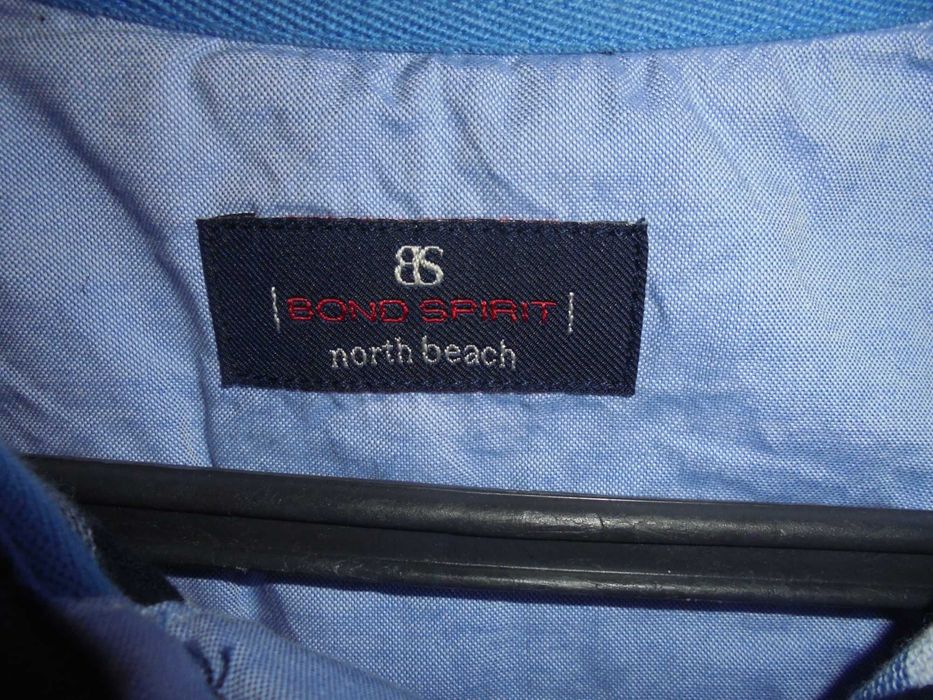 BS
| BOND SPIRIT |
north beach